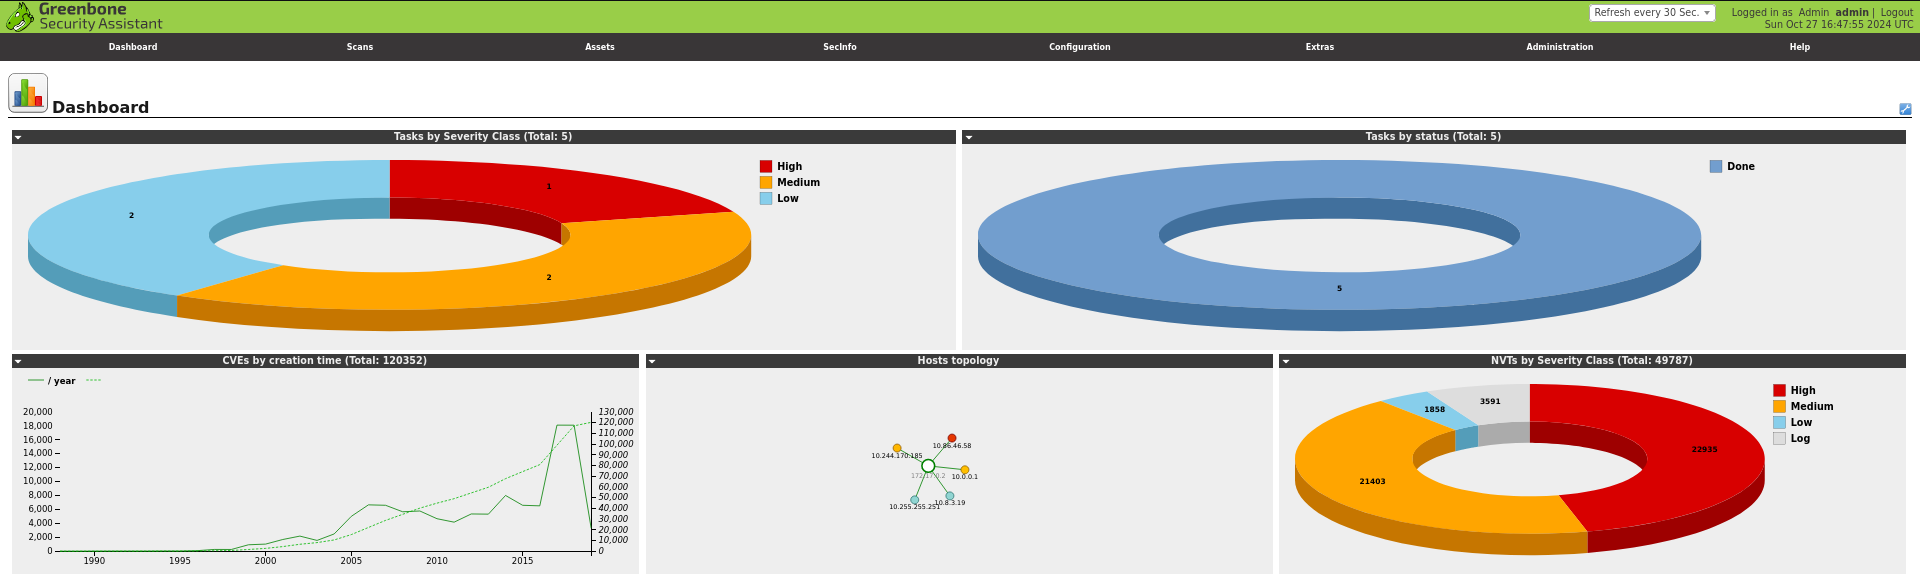 Greenbone
Security Assistant
Refresh every 30 Sec.
Logged in as Admin admin | Logout
Sun Oct 27 16:47:55 2024 UTC
Dashboard Scans Assets SecInfo Configuration Extras Administration Help
Dashboard
Tasks by Severity Class (Total: 5)
1
2
2
High
Medium
Low
Tasks by status (Total: 5)
5
Done
CVEs by creation time (Total: 120352)
/ year
20,000
18,000
16,000
14,000
12,000
10,000
8,000
6,000
4,000
2,000
0
130,000
120,000
110,000
100,000
90,000
80,000
70,000
60,000
50,000
40,000
30,000
20,000
10,000
0
1990 1995 2000 2005 2010 2015
Hosts topology
10.86.46.58
10.244.170.185
172.17.0.2
10.0.0.1
10.8.3.19
10.255.255.251
NVTs by Severity Class (Total: 49787)
3591
1858
22935
21403
High
Medium
Low
Log